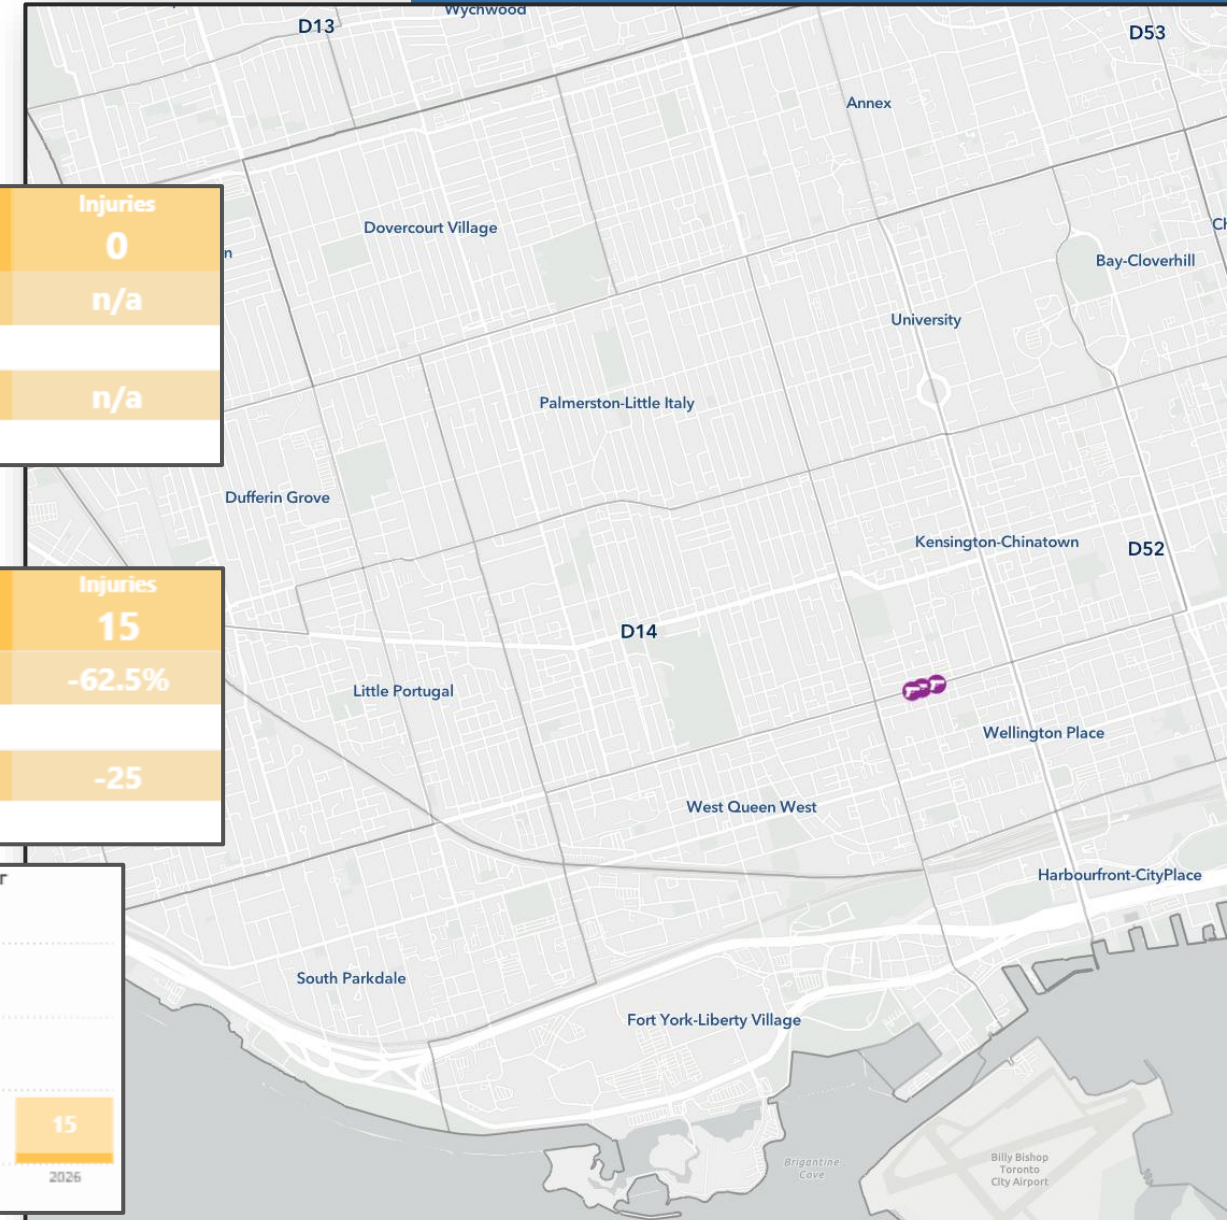 Wychwood
D13
D53
Annex
Injuries
0
n/a
n/a
Dovercourt Village
Bay-Cloverhill
University
Palmerston-Little Italy
Dufferin Grove
Kensington-Chinatown
D52
Injuries
15
-62.5%
-25
D14
Little Portugal
Wellington Place
West Queen West
Harbourfront-CityPlace
South Parkdale
Fort York-Liberty Village
15
2026
Brigantine
Cove
Billy Bishop
Toronto
City Airport